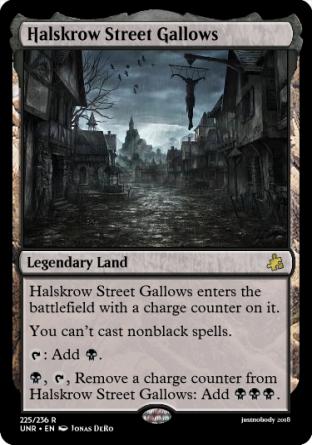 Halskrow Street Gallows
Legendary Land
Halskrow Street Gallows enters the
battlefield with a charge counter on it.
You can't cast nonblack spells.
: Add .
, , Remove a charge counter from
Halskrow Street Gallows: Add .
225/236 R
UNR • EN Jonas DeRo
justnobody 2018